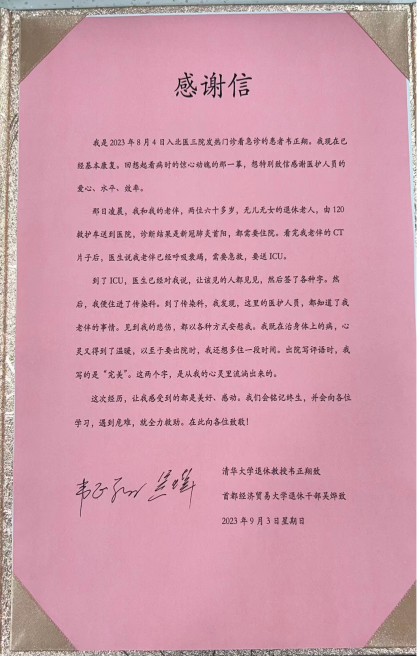 感谢信
我是2023年8月4日入北医三院发热门诊看急诊的患者韦正翔。我现在已
经基本康复。回想起看病时的惊心动魄的那一幕，想特别致信感谢医护人员的
爱心、水平、效率。
那日凌晨，我和我的老伴，两位六十多岁，无儿无女的退休老人，由120
救护车送到医院，诊断结果是新冠肺炎首阳，都需要住院。看完我老伴的CT
片子后，医生说我老伴已经呼吸衰竭，需要急救，要送ICU。
到了ICU，医生已经对我说，让该见的人都见见，然后签了各种字。然
后，我便住进了传染科。到了传染科，我发现，这里的医护人员，都知道了我
老伴的事情。见到我的悲伤，都以各种方式安慰我。我既在治身体上的病，心
灵又得到了温暖，以至于要出院时，我还想多住一段时间。出院写评语时，我
写的是“完美”。这两个字，是从我的心灵里流淌出来的。
这次经历，让我感受到的都是美好、感动。我们会铭记终生，并会向各位
学习，遇到危难，就全力救助。在此向各位致敬！
清华大学退休教授韦正翔致
首都经济贸易大学退休干部吴烨致
2023年9月3日星期日